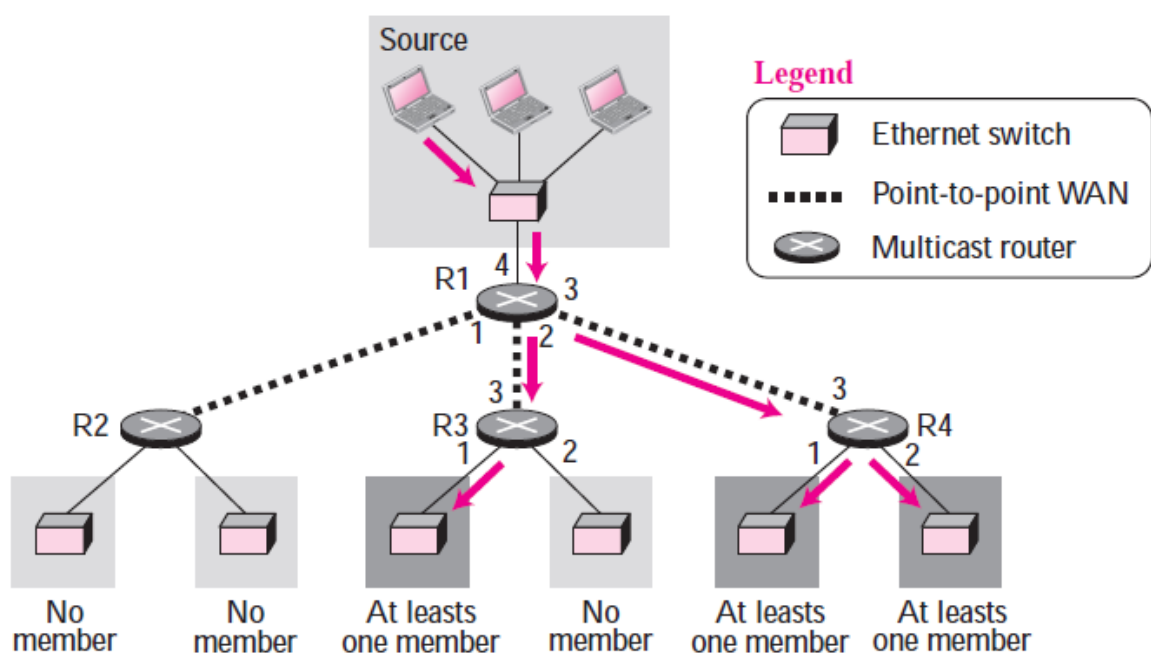 Source
Legend
Ethernet switch
Point-to-point WAN
Multicast router
4
R1
3
1
2
3
3
R2
R3
R4
1
2
1
2
No
member
No
member
At leasts
one member
No
member
At leasts
one member
At leasts
one member